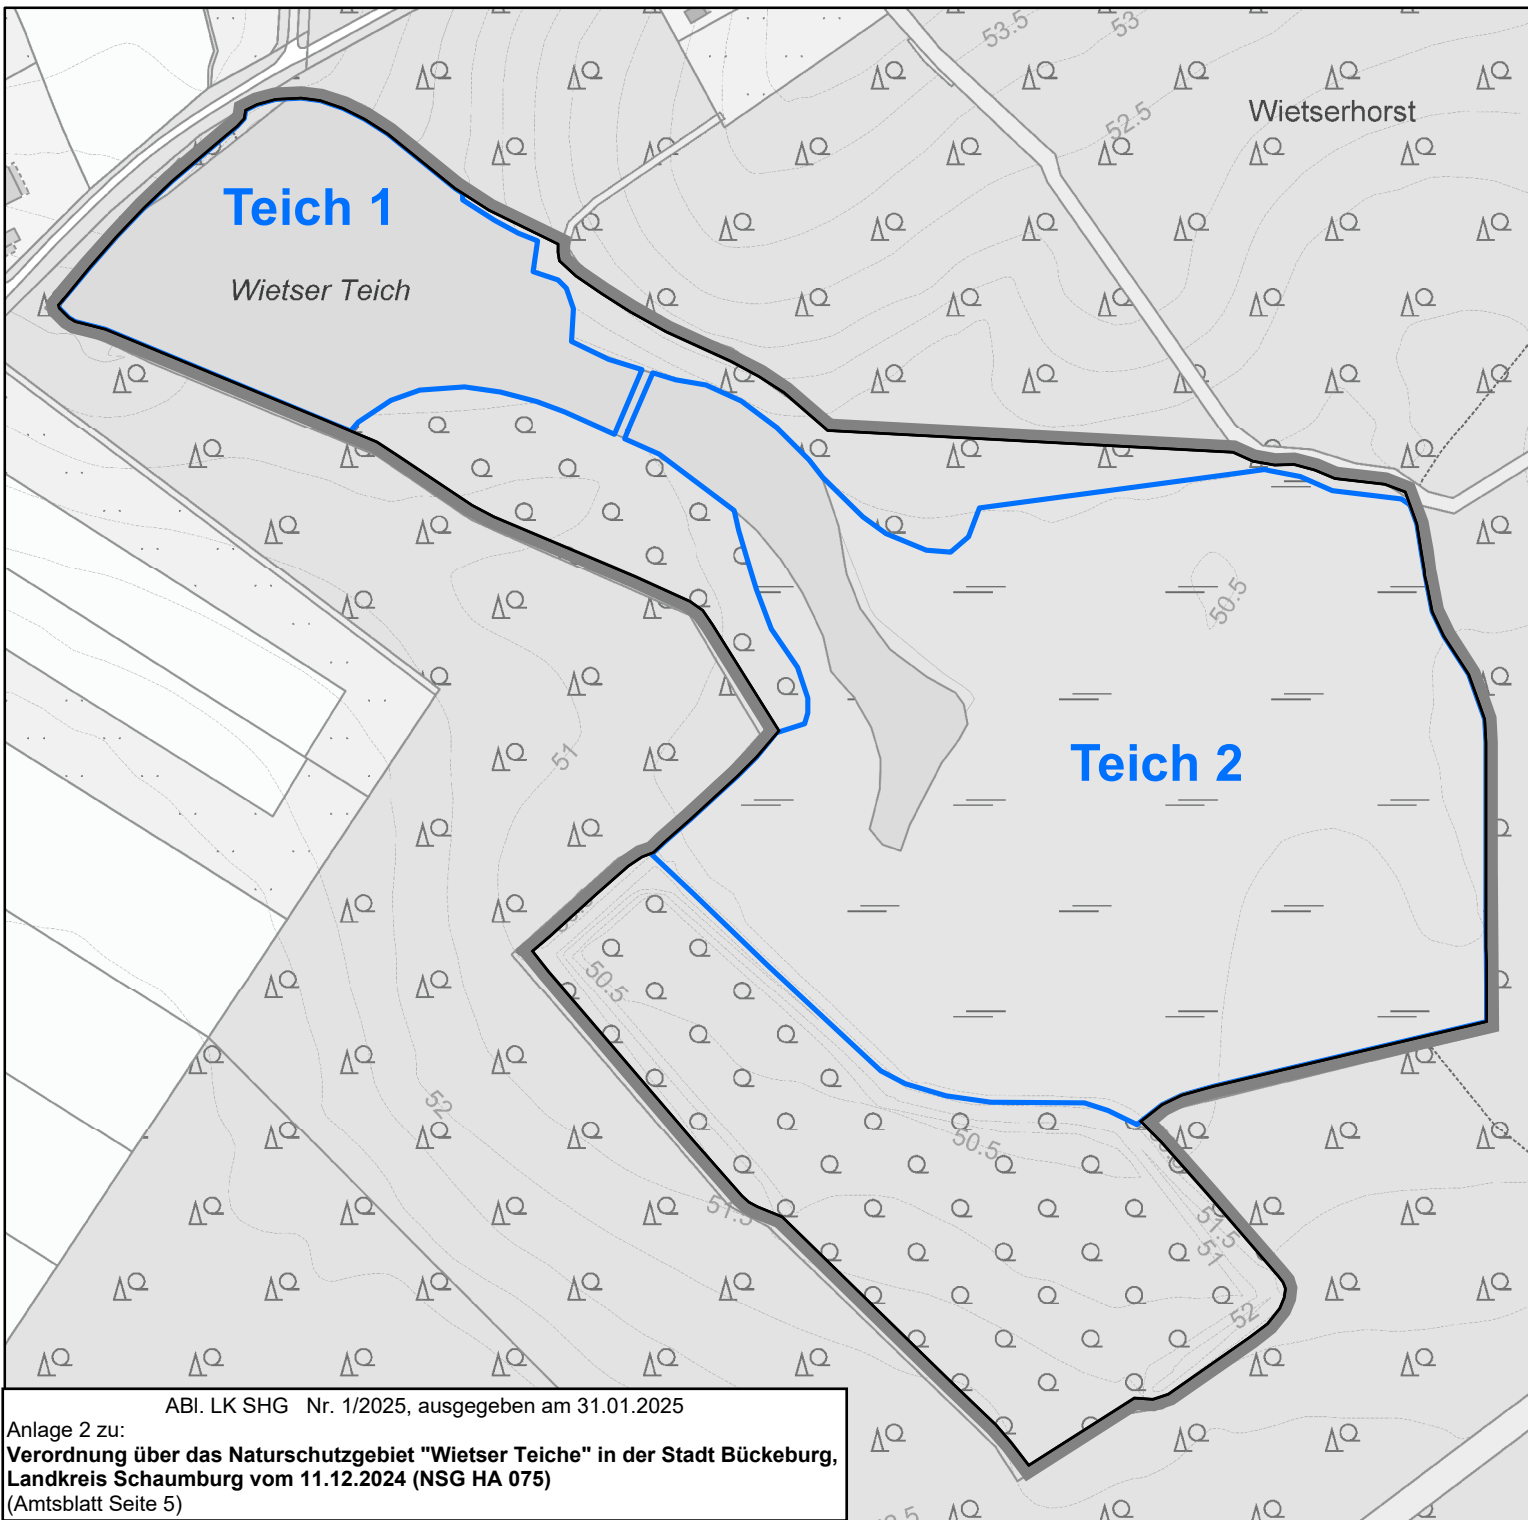 53.5
53
Wietserhorst
52.5
Teich 1
Wietser Teich
50.5
51
Teich 2
50.5
52
50.5
51.5
51.5
51
52
ABl. LK SHG Nr. 1/2025, ausgegeben am 31.01.2025
Anlage 2 zu:
Verordnung über das Naturschutzgebiet "Wietser Teiche" in der Stadt Bückeburg,
Landkreis Schaumburg vom 11.12.2024 (NSG HA 075)
(Amtsblatt Seite 5)